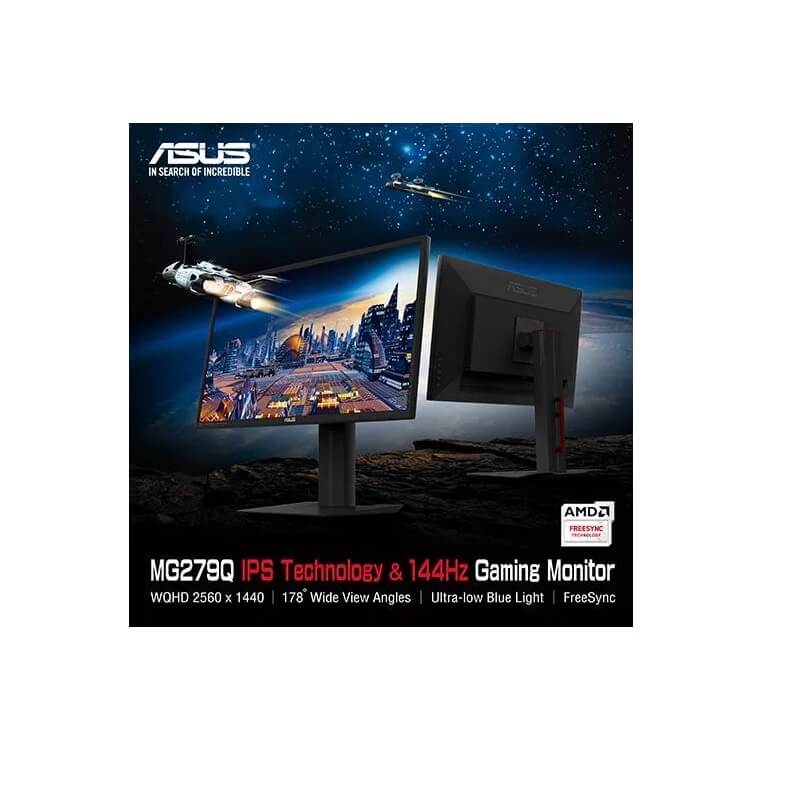 ASUS
IN SEARCH OF INCREDIBLE
ASUS
ASUS
AMD
FREESYNC
TECHNOLOGY
MG279Q IPS Technology & 144Hz Gaming Monitor
WQHD 2560 x 1440 | 178° Wide View Angles | Ultra-low Blue Light | FreeSync